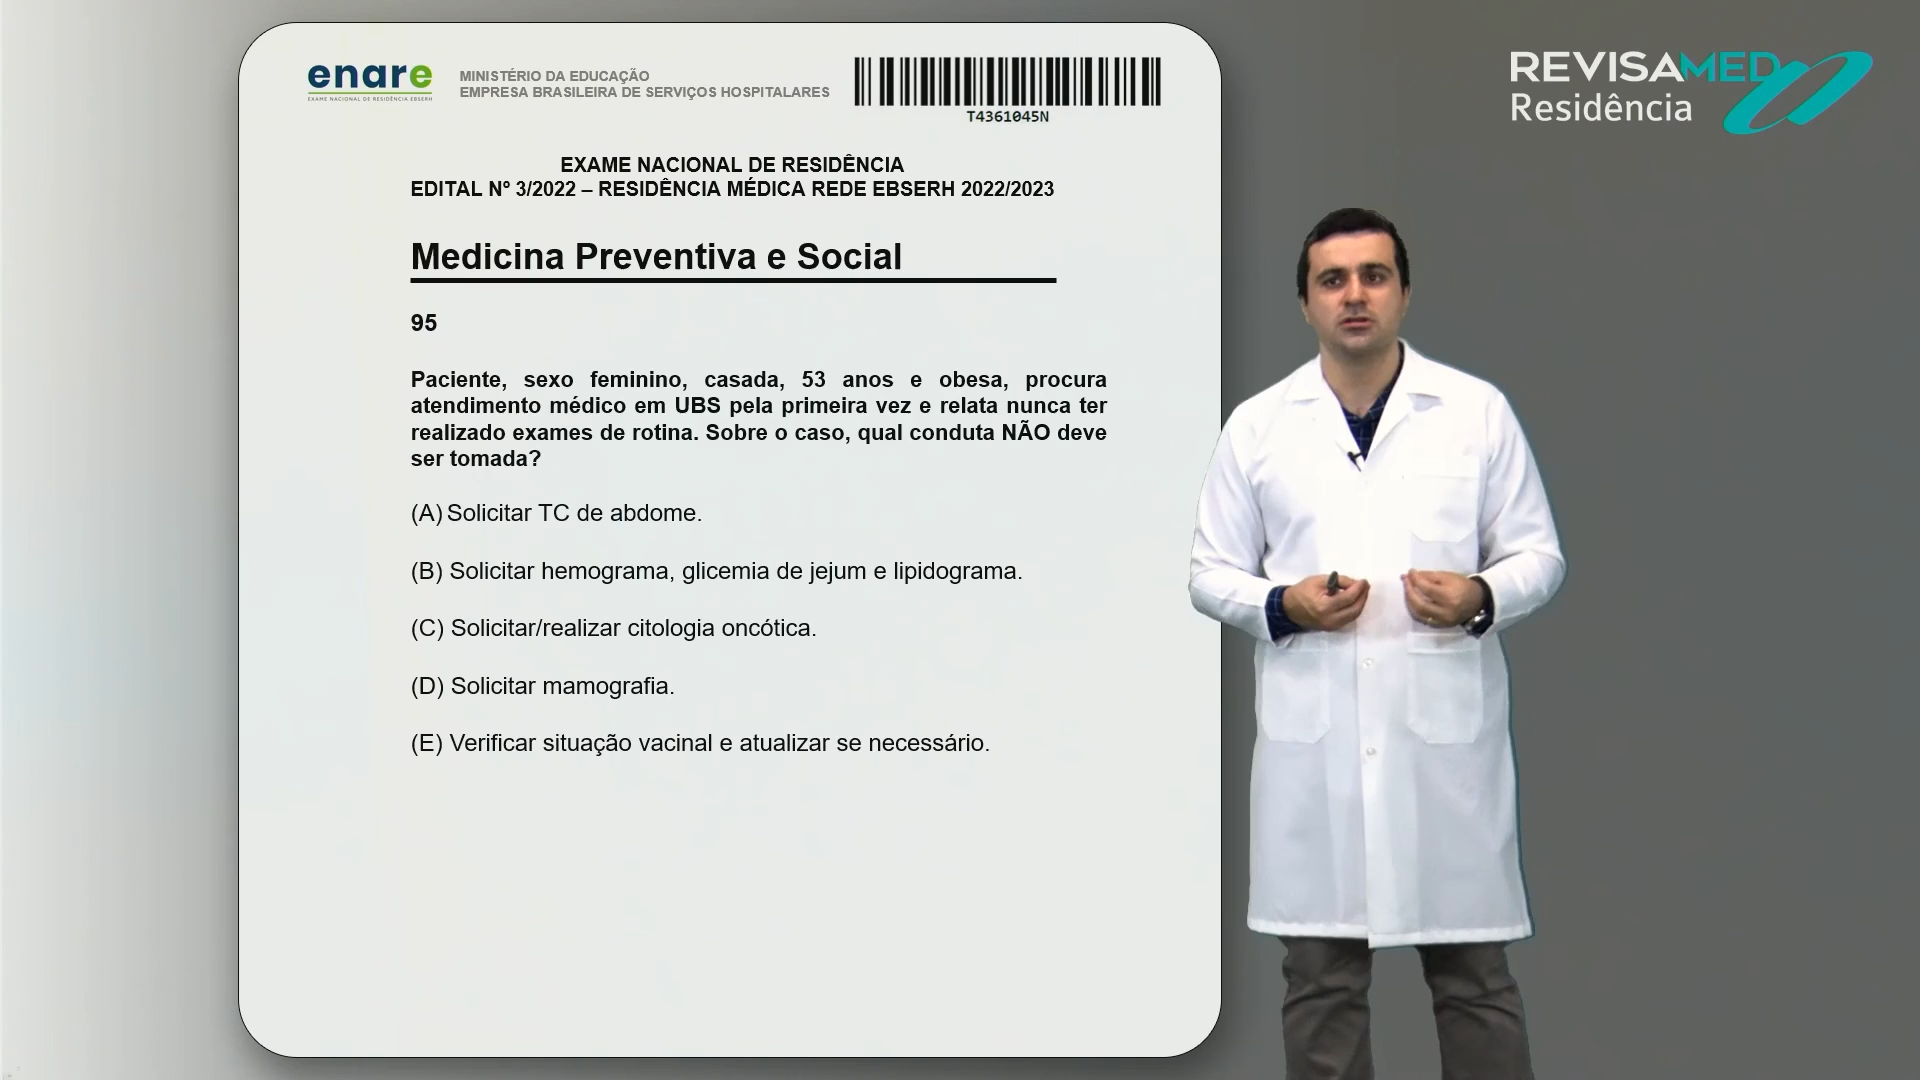 enare
EXAME NACIONAL DE RESIDÊNCIA EBSERH
MINISTÉRIO DA EDUCAÇÃO
EMPRESA BRASILEIRA DE SERVIÇOS HOSPITALARES
T4361045N
REVISAMED
Residência
EXAME NACIONAL DE RESIDÊNCIA
EDITAL Nº 3/2022 – RESIDÊNCIA MÉDICA REDE EBSERH 2022/2023
Medicina Preventiva e Social
95
Paciente, sexo feminino, casada, 53 anos e obesa, procura
atendimento médico em UBS pela primeira vez e relata nunca ter
realizado exames de rotina. Sobre o caso, qual conduta NÃO deve
ser tomada?
(A) Solicitar TC de abdome.
(B) Solicitar hemograma, glicemia de jejum e lipidograma.
(C) Solicitar/realizar citologia oncótica.
(D) Solicitar mamografia.
(E) Verificar situação vacinal e atualizar se necessário.